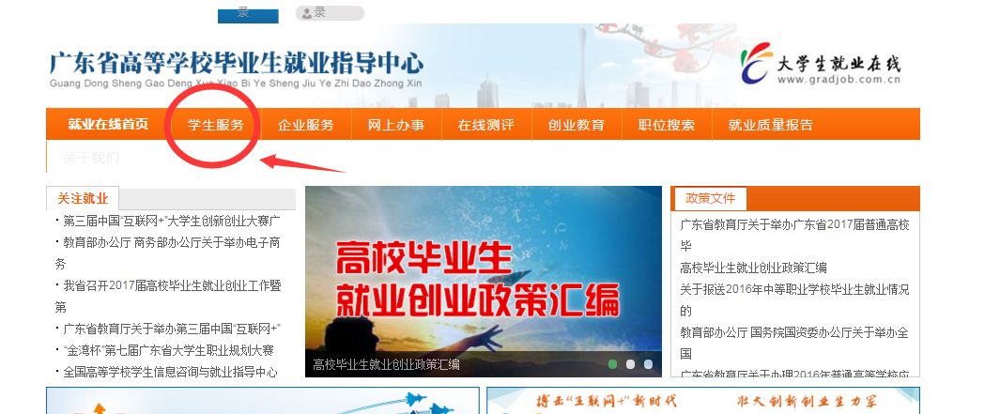 录
录
广东省高等学校毕业生就业指导中心
Guang Dong Sheng Gao Deng Xue Xiao Bi Ye Sheng Jiu Ye Zhi Dao Zhong Xin
大学生就业在线
www.gradjob.com.cn
就业在线首页 学生服务 企业服务 网上办事 在线测评 创业教育 职位搜索 就业质量报告
关于我们
关注就业
· 第三届中国"互联网+"大学生创新创业大赛广
· 教育部办公厅 商务部办公厅关于举办电子商
务
· 我省召开2017届高校毕业生就业创业工作暨
第
· 广东省教育厅关于举办第三届中国"互联网+"
· "金湾杯"第七届广东省大学生职业规划大赛
· 全国高等学校学生信息咨询与就业指导中心
高校毕业生
就业创业政策汇编
高校毕业生就业创业政策汇编
政策文件
广东省教育厅关于举办广东省2017届普通高校
毕
高校毕业生就业创业政策汇编
关于报送2016年中等职业学校毕业生就业情况
的
教育部办公厅 国务院国资委办公厅关于举办全
国
广东省教育厅关于办理2016年普通高等学校应
搏击"互联网+"新时代 壮大创新创业生力军